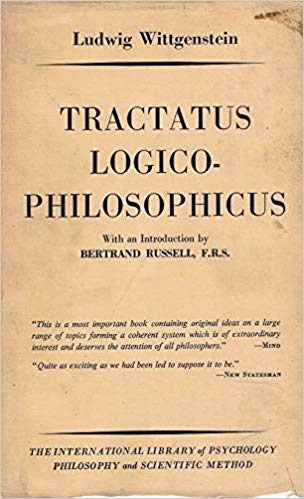 Ludwig Wittgenstein
TRACTATUS
LOGICO-
PHILOSOPHICUS
With an Introduction by
BERTRAND RUSSELL, F.R.S.
"This is a most important book containing original ideas on a large
range of topics forming a coherent system which is of extraordinary
interest and deserves the attention of all philosophers." —MIND
"Quite as exciting as we had been led to suppose it to be."
—NEW STATESMAN
THE INTERNATIONAL LIBRARY of PSYCHOLOGY
PHILOSOPHY and SCIENTIFIC METHOD